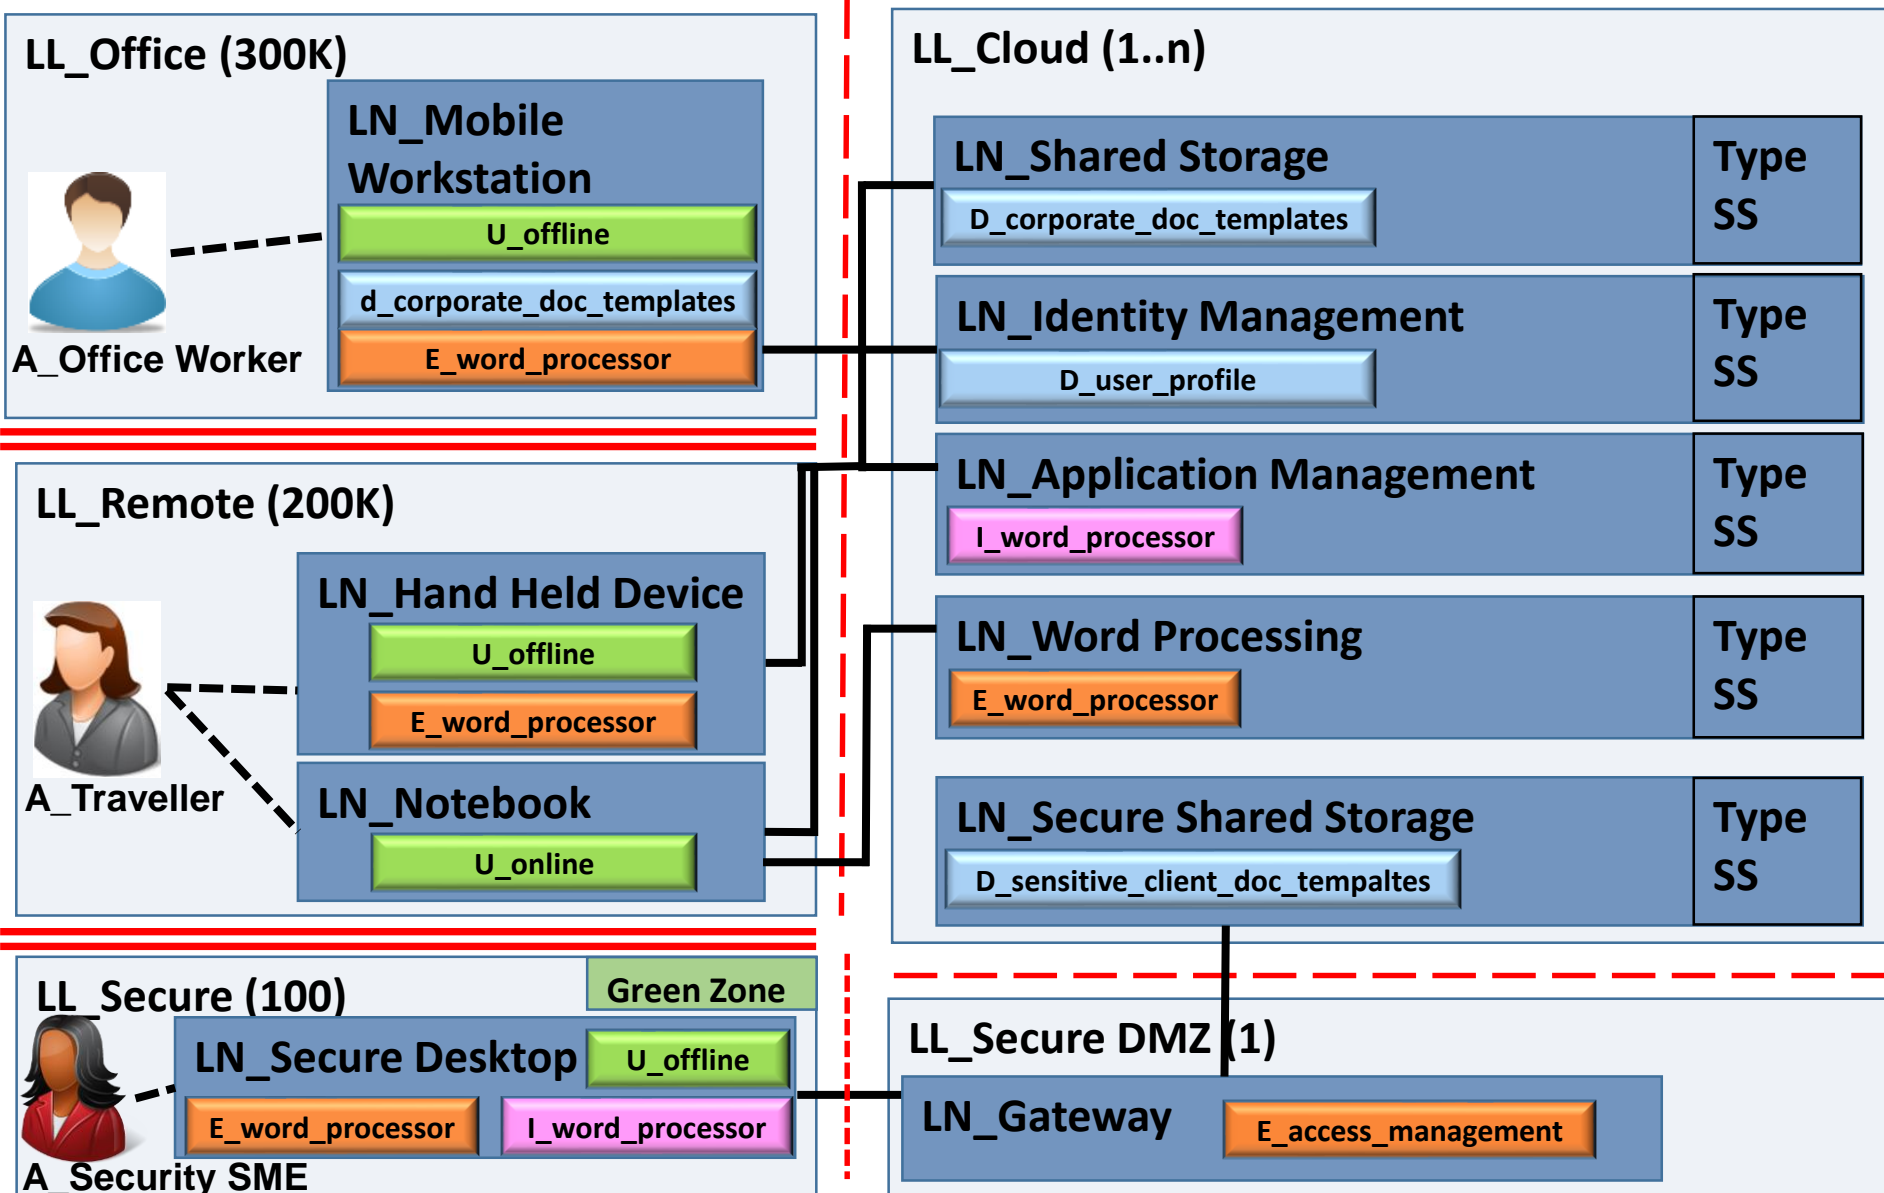 LL_Office (300K)
LN_Mobile
Workstation
U_offline
d_corporate_doc_templates
E_word_processor
A_Office Worker
LL_Remote (200K)
LN_Hand Held Device
U_offline
E_word_processor
A_Traveller
LN_Notebook
U_online
LL_Secure (100)
Green Zone
LN_Secure Desktop
U_offline
E_word_processor
I_word_processor
A_Security SME
LL_Cloud (1..n)
LN_Shared Storage
D_corporate_doc_templates
Type
SS
LN_Identity Management
D_user_profile
Type
SS
LN_Application Management
I_word_processor
Type
SS
LN_Word Processing
E_word_processor
Type
SS
LN_Secure Shared Storage
D_sensitive_client_doc_tempaltes
Type
SS
LL_Secure DMZ (1)
LN_Gateway
E_access_management